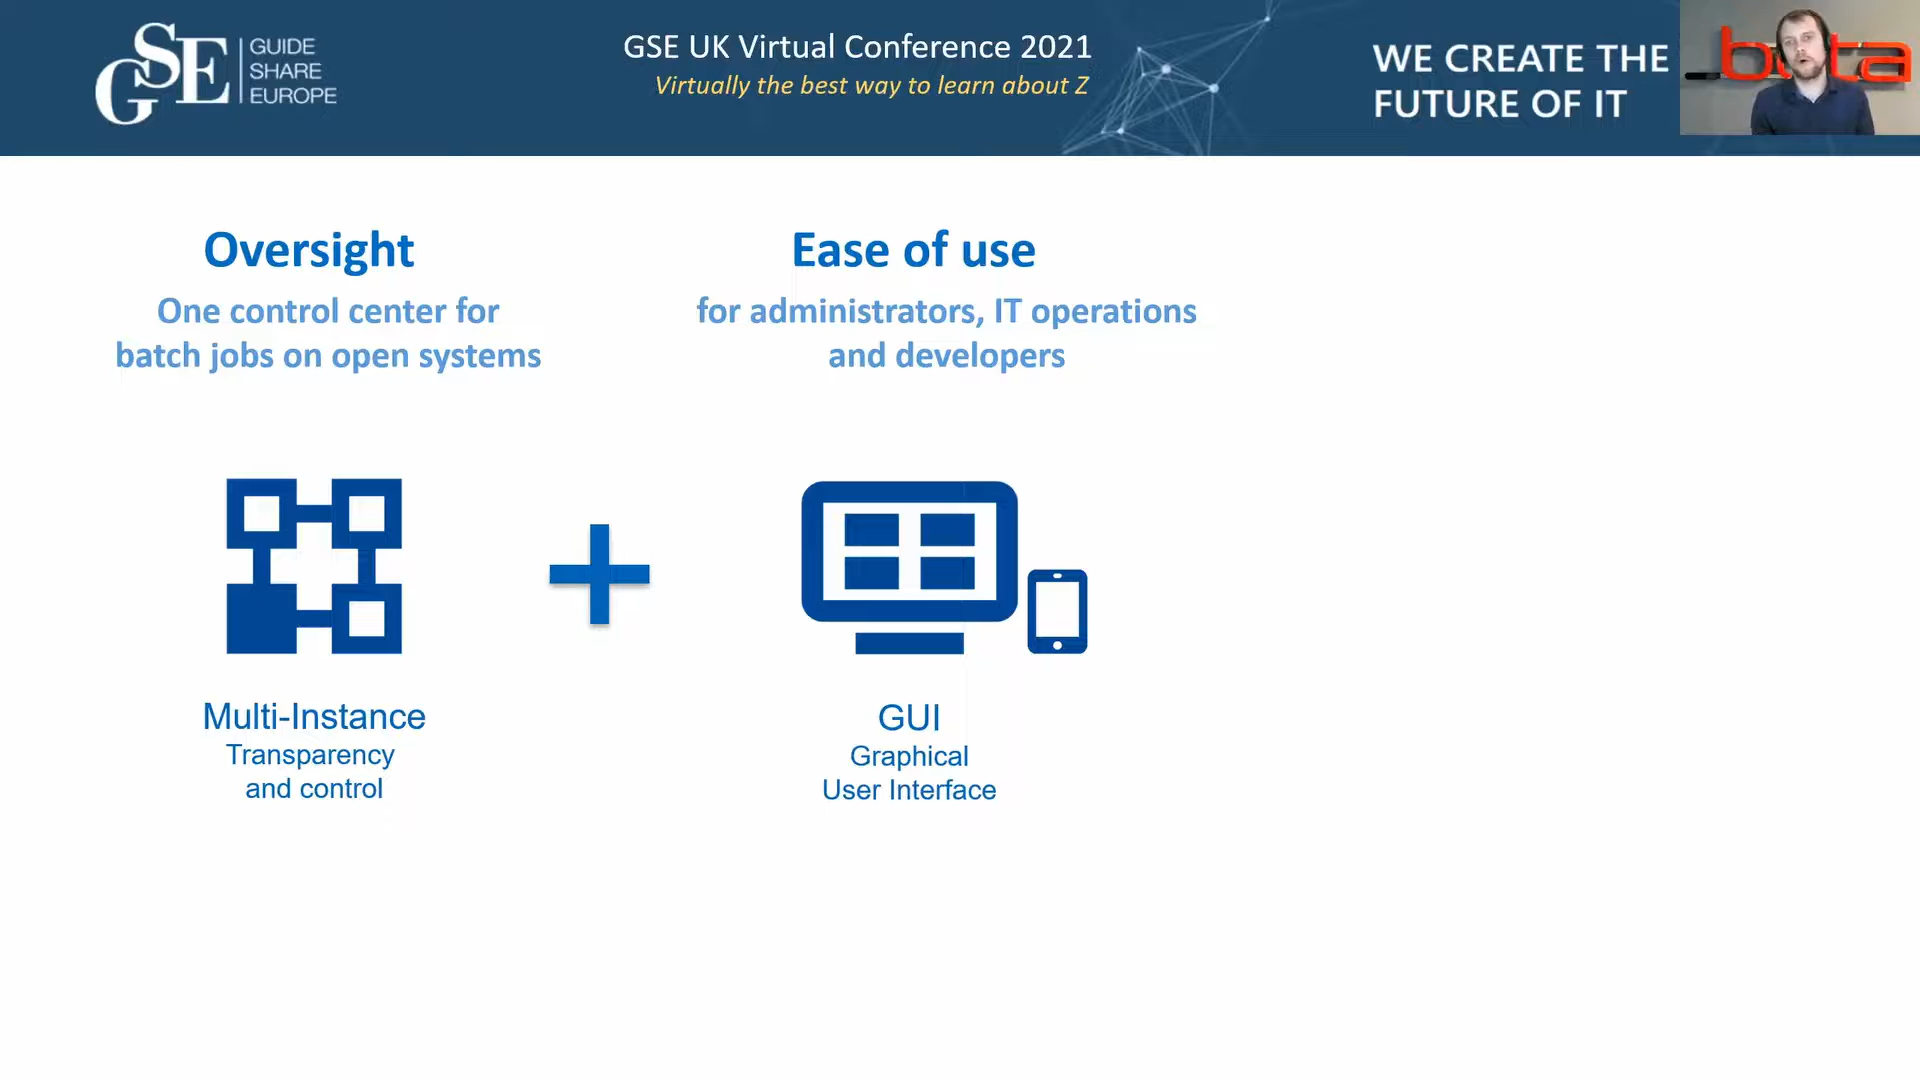 GSE
GUIDE
SHARE
EUROPE
GSE UK Virtual Conference 2021
Virtually the best way to learn about Z
WE CREATE THE
FUTURE OF IT
beta
Oversight
One control center for
batch jobs on open systems
Ease of use
for administrators, IT operations
and developers
Multi-Instance
Transparency
and control
GUI
Graphical
User Interface